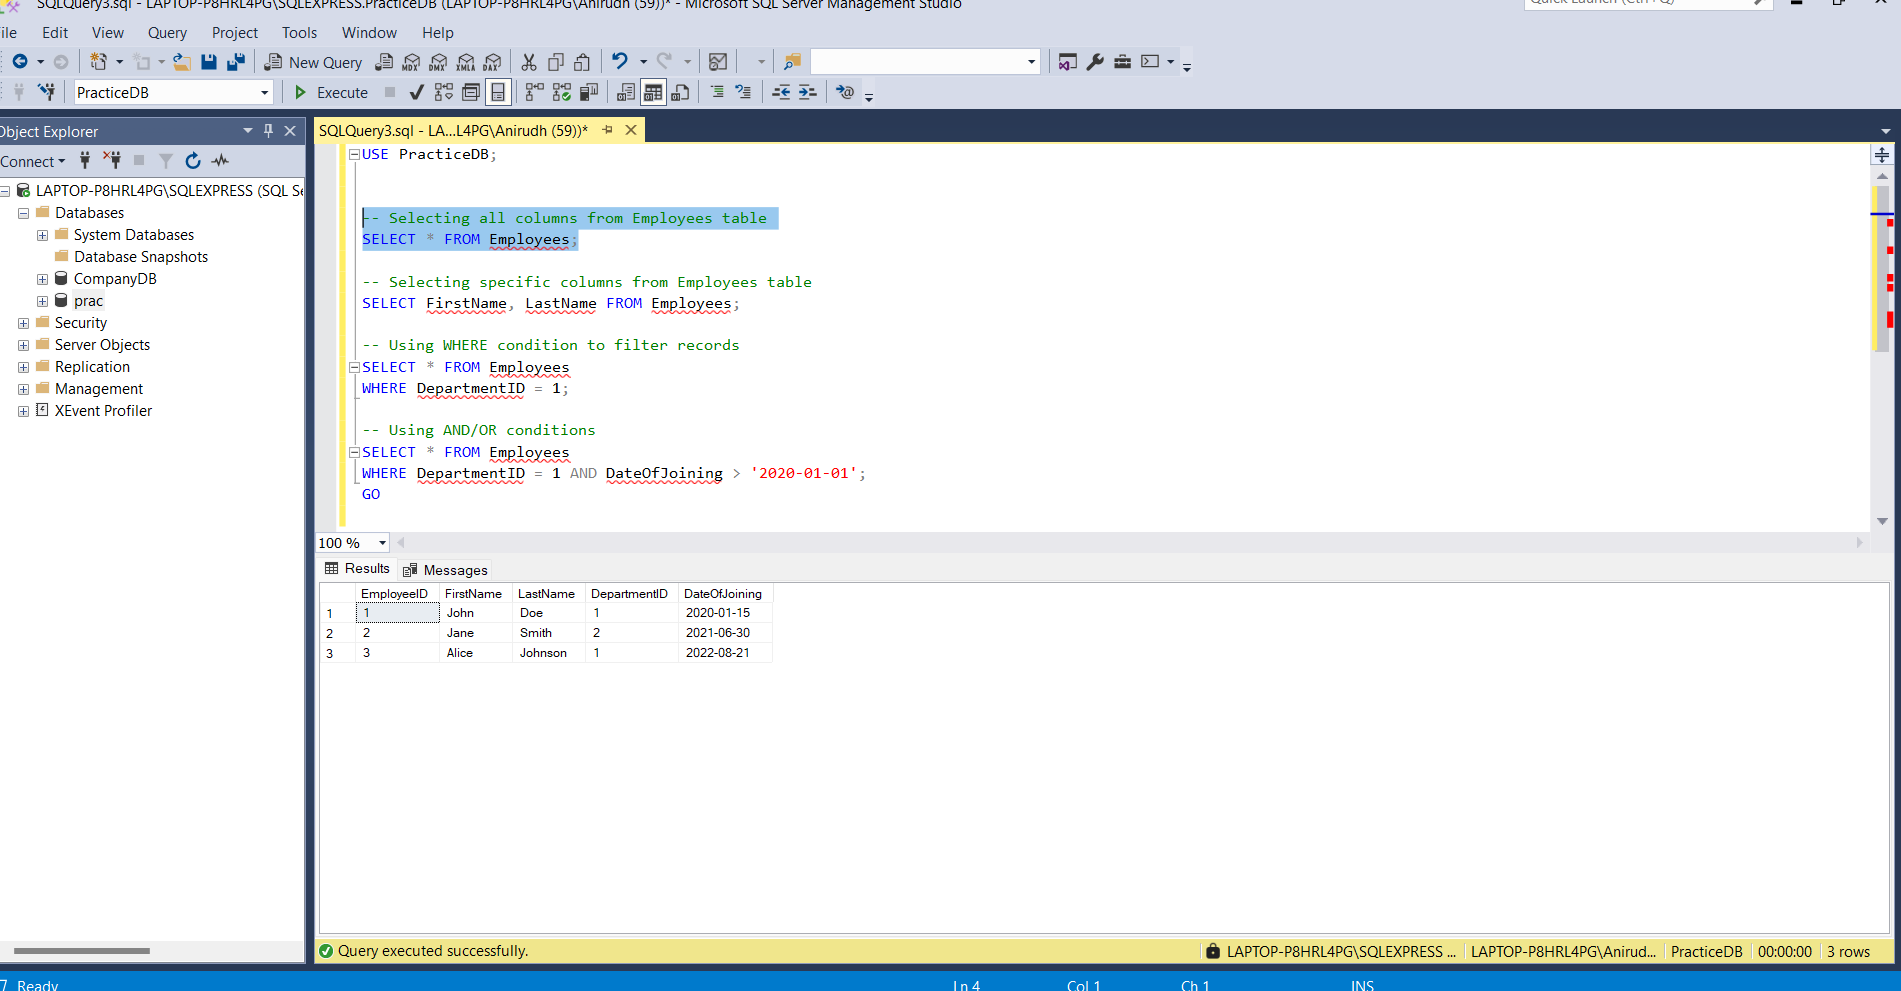 SQLQuery3.sql - LAPTOP-P8HRL4PG\SQLEXPRESS.PracticeDB (LAPTOP-P8HRL4PG\Anirudh (59))* - Microsoft SQL Server Management Studio
Quick Launch (Ctrl+Q)
ile Edit View Query Project Tools Window Help
New Query MDX DMX XMLA DAX
PracticeDB Execute
Object Explorer
Connect
LAPTOP-P8HRL4PG\SQLEXPRESS (SQL Se
Databases
System Databases
Database Snapshots
CompanyDB
prac
Security
Server Objects
Replication
Management
XEvent Profiler
SQLQuery3.sql - LA...L4PG\Anirudh (59))*
USE PracticeDB;
-- Selecting all columns from Employees table
SELECT * FROM Employees;
-- Selecting specific columns from Employees table
SELECT FirstName, LastName FROM Employees;
-- Using WHERE condition to filter records
SELECT * FROM Employees
WHERE DepartmentID = 1;
-- Using AND/OR conditions
SELECT * FROM Employees
WHERE DepartmentID = 1 AND DateOfJoining > '2020-01-01';
GO
100 %
Results Messages
EmployeeID FirstName LastName DepartmentID DateOfJoining
1 1 John Doe 1 2020-01-15
2 2 Jane Smith 2 2021-06-30
3 3 Alice Johnson 1 2022-08-21
Query executed successfully. LAPTOP-P8HRL4PG\SQLEXPRESS ... LAPTOP-P8HRL4PG\Anirud... PracticeDB 00:00:00 3 rows
Ready Ln 4 Col 1 Ch 1 INS